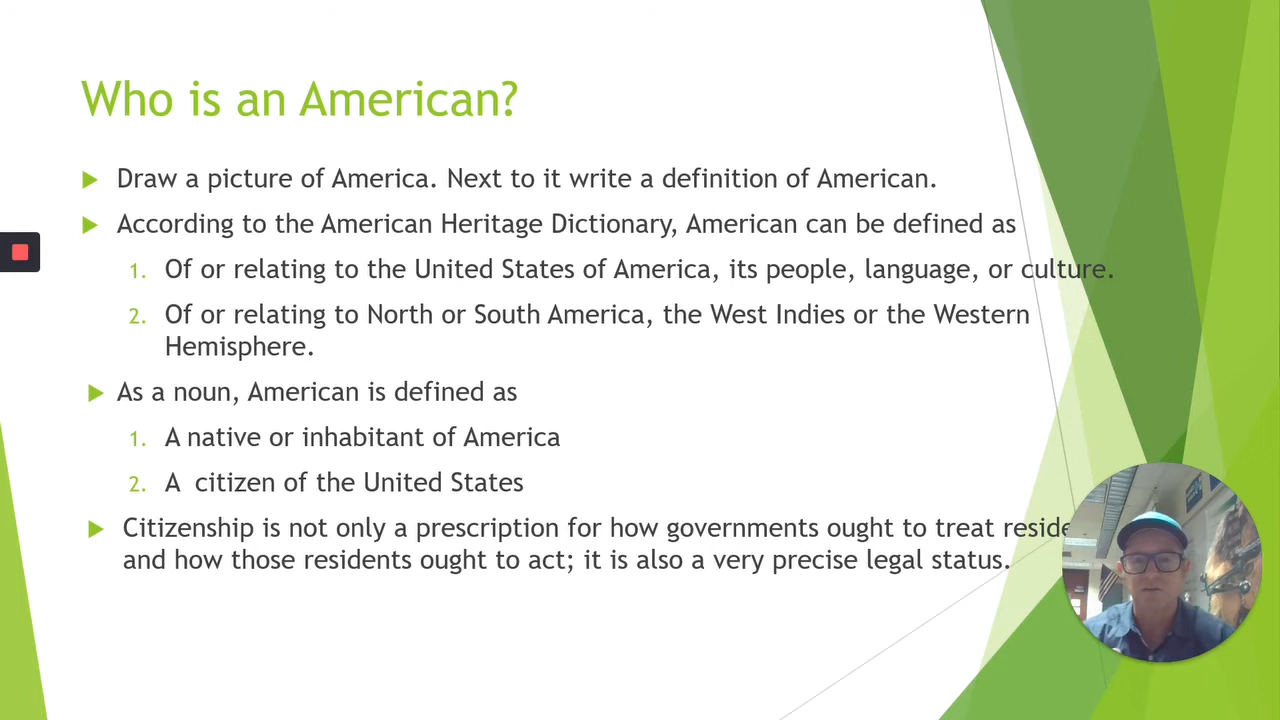 Who is an American?
Draw a picture of America. Next to it write a definition of American.
According to the American Heritage Dictionary, American can be defined as
1. Of or relating to the United States of America, its people, language, or culture.
2. Of or relating to North or South America, the West Indies or the Western
Hemisphere.
As a noun, American is defined as
1. A native or inhabitant of America
2. A citizen of the United States
Citizenship is not only a prescription for how governments ought to treat reside
and how those residents ought to act; it is also a very precise legal status.